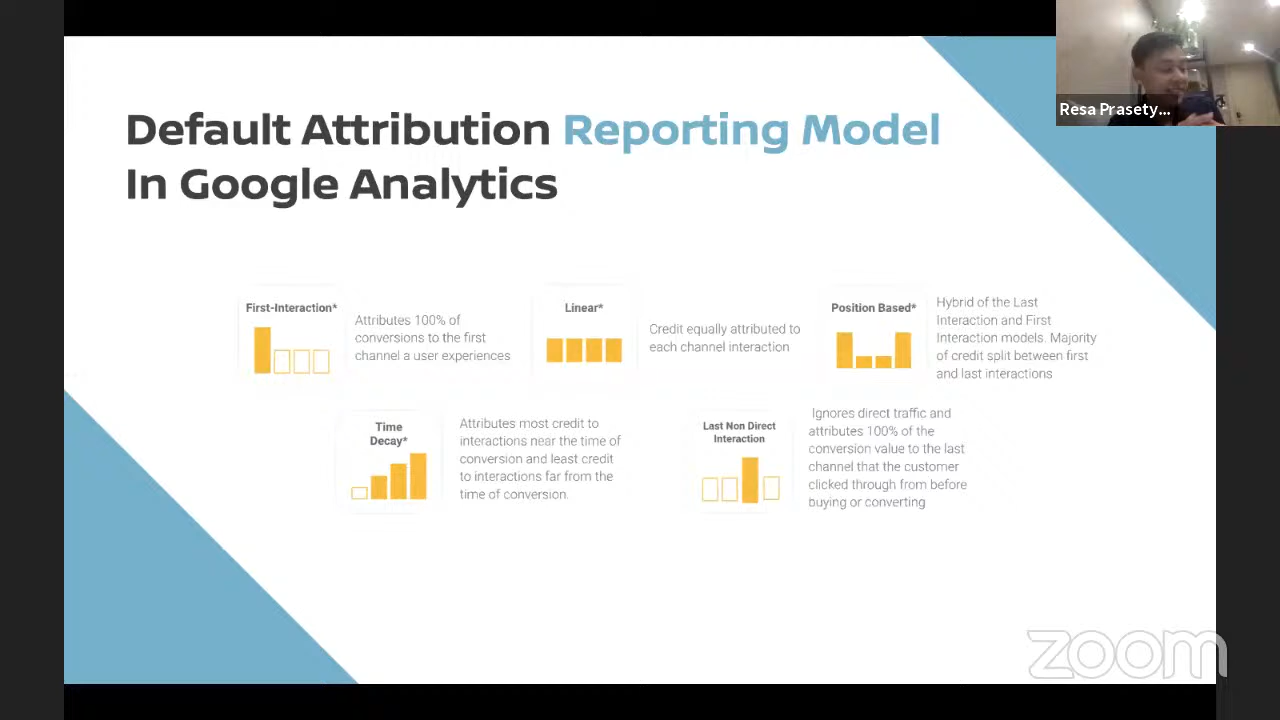 Resa Prasety...
Default Attribution Reporting Model
In Google Analytics
First-Interaction*
Attributes 100% of
conversions to the first
channel a user experiences
Linear*
Credit equally attributed to
each channel interaction
Position Based*
Hybrid of the Last
Interaction and First
Interaction models. Majority
of credit split between first
and last interactions
Time
Decay*
Attributes most credit to
interactions near the time of
conversion and least credit
to interactions far from the
time of conversion.
Last Non Direct
Interaction
Ignores direct traffic and
attributes 100% of the
conversion value to the last
channel that the customer
clicked through from before
buying or converting
zoom